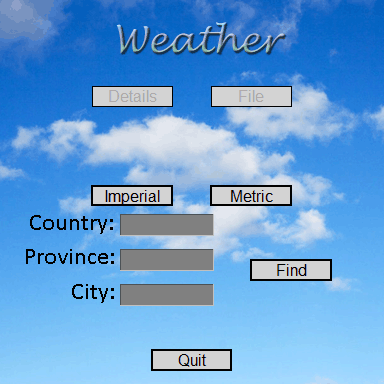 Weather
Details File
Imperial Metric
Country:
Province:
Find
City:
Quit